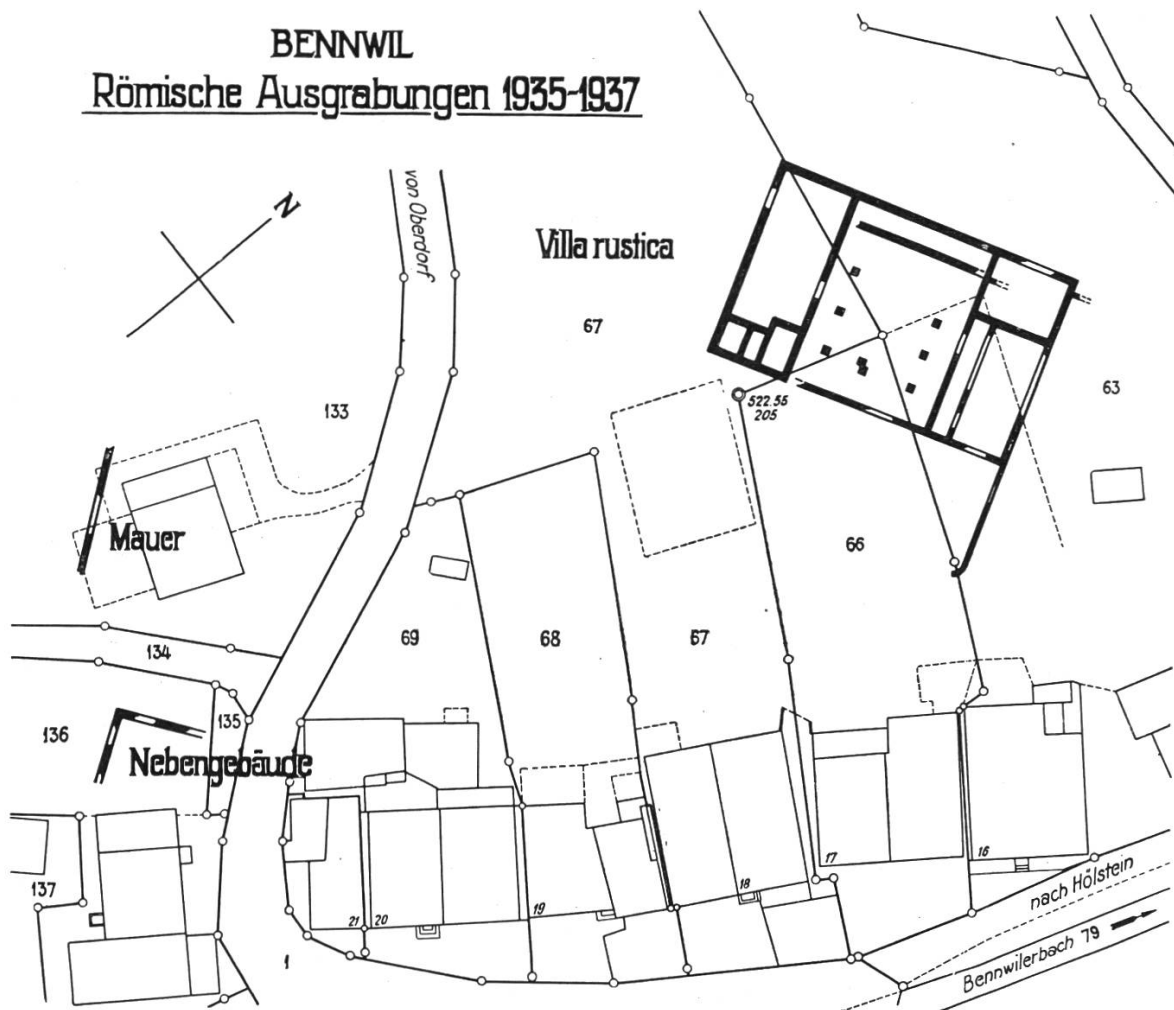 BENNWIL
Römische Ausgrabungen 1935-1937
N
von Oberdorf
Villa rustica
67
133
522.55
205
63
Mauer
66
69
68
57
134
135
136
Nebengebäude
137
17
16
18
19
21
20
1
nach Hölstein
Bennwilerbach 79